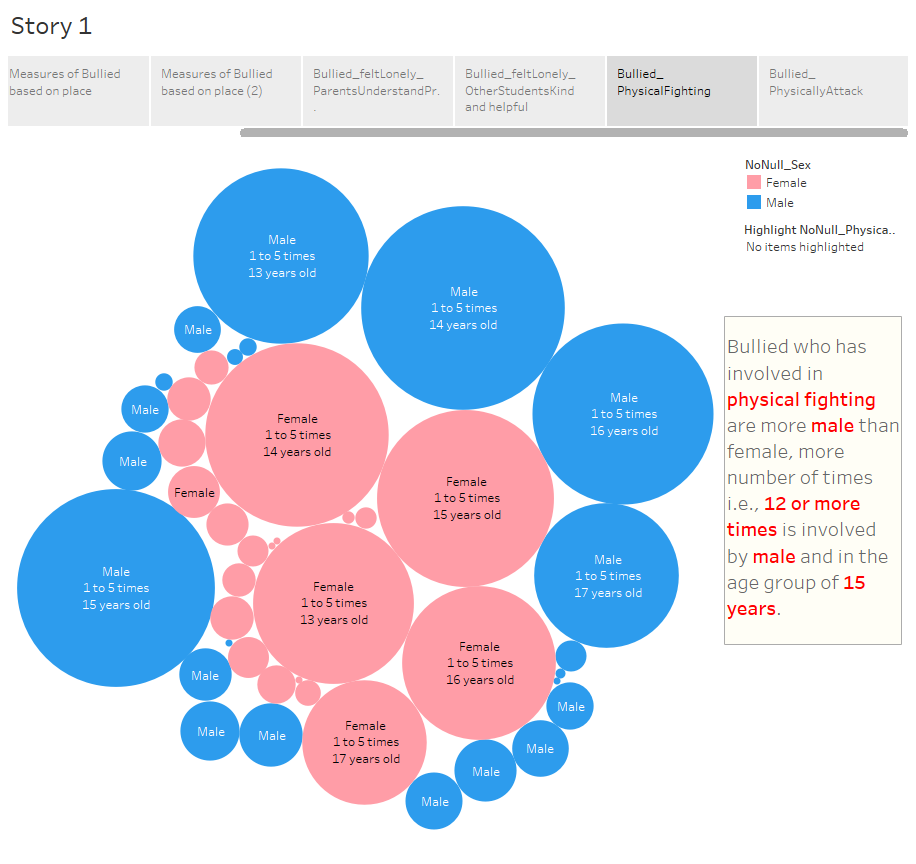 Story 1
Measures of Bullied
based on place
Measures of Bullied
based on place (2)
Bullied_feltLonely_
ParentsUnderstandPr.
.
Bullied_feltLonely_
OtherStudentsKind
and helpful
Bullied_
PhysicalFighting
Bullied_
PhysicallyAttack
NoNull_Sex
Female
Male
Highlight NoNull_Physica..
No items highlighted
Male
1 to 5 times
13 years old
Male
1 to 5 times
14 years old
Male
Male
1 to 5 times
16 years old
Male
Female
1 to 5 times
14 years old
Male
Female
Female
1 to 5 times
15 years old
Male
1 to 5 times
15 years old
Female
1 to 5 times
13 years old
Male
1 to 5 times
17 years old
Female
1 to 5 times
16 years old
Male
Male
Male
Female
1 to 5 times
17 years old
Male
Male
Male
Male
Bullied who has
involved in
physical fighting
are more male than
female, more
number of times
i.e., 12 or more
times is involved
by male and in the
age group of 15
years.